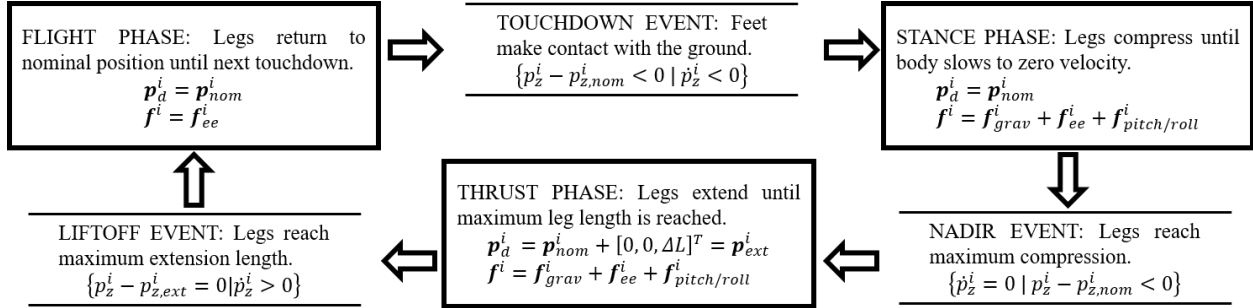 FLIGHT PHASE: Legs return to
nominal position until next touchdown.
𝒑_d^i = 𝒑_nom^i
𝒇^i = 𝒇_ee^i
TOUCHDOWN EVENT: Feet
make contact with the ground.
{p_z^i − p_{z,nom}^i < 0 | ṗ_z^i < 0}
STANCE PHASE: Legs compress until
body slows to zero velocity.
𝒑_d^i = 𝒑_nom^i
𝒇^i = 𝒇_grav^i + 𝒇_ee^i + 𝒇_{pitch/roll}^i
NADIR EVENT: Legs reach
maximum compression.
{ṗ_z^i = 0 | p_z^i − p_{z,nom}^i < 0}
THRUST PHASE: Legs extend until
maximum leg length is reached.
𝒑_d^i = 𝒑_nom^i + [0, 0, ΔL]^T = 𝒑_ext^i
𝒇^i = 𝒇_grav^i + 𝒇_ee^i + 𝒇_{pitch/roll}^i
LIFTOFF EVENT: Legs reach
maximum extension length.
{p_z^i − p_{z,ext}^i = 0|ṗ_z^i > 0}